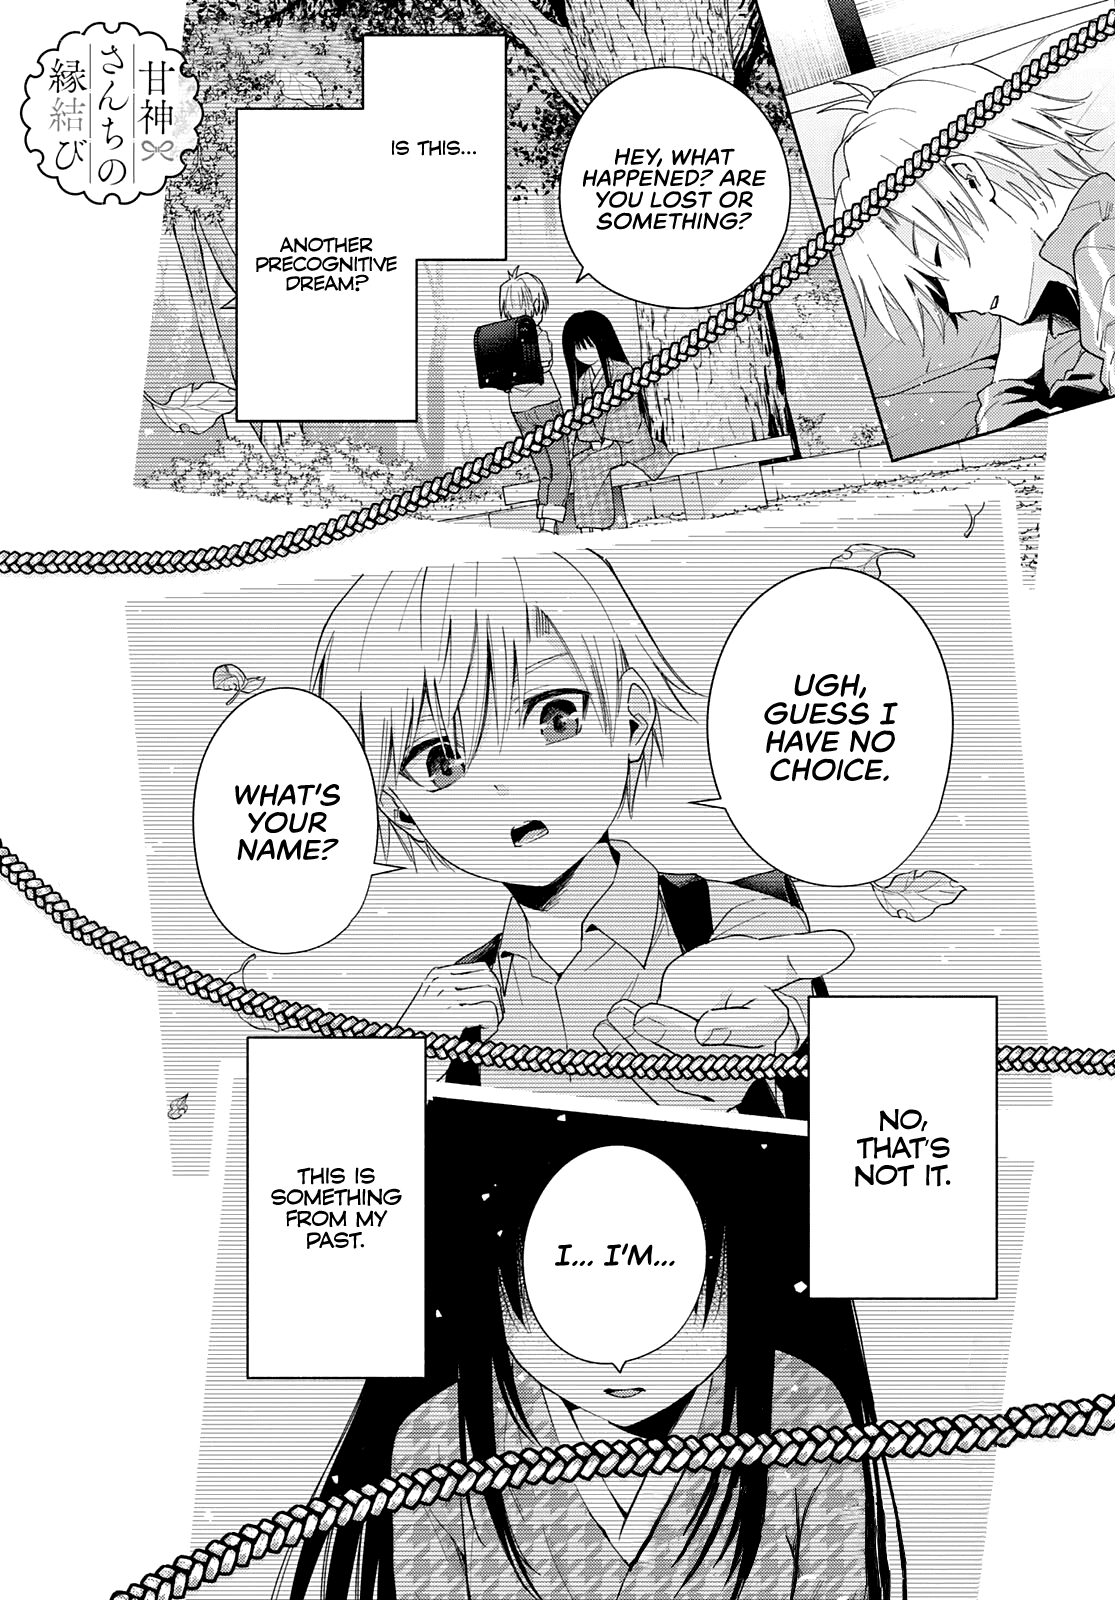 甘神
さんちの
縁結び
HEY, WHAT
HAPPENED? ARE
YOU LOST OR
SOMETHING?
IS THIS...
ANOTHER
PRECOGNITIVE
DREAM?
UGH,
GUESS I
HAVE NO
CHOICE.
WHAT'S
YOUR
NAME?
NO,
THAT'S
NOT IT.
I... I'M...
THIS IS
SOMETHING
FROM MY
PAST.